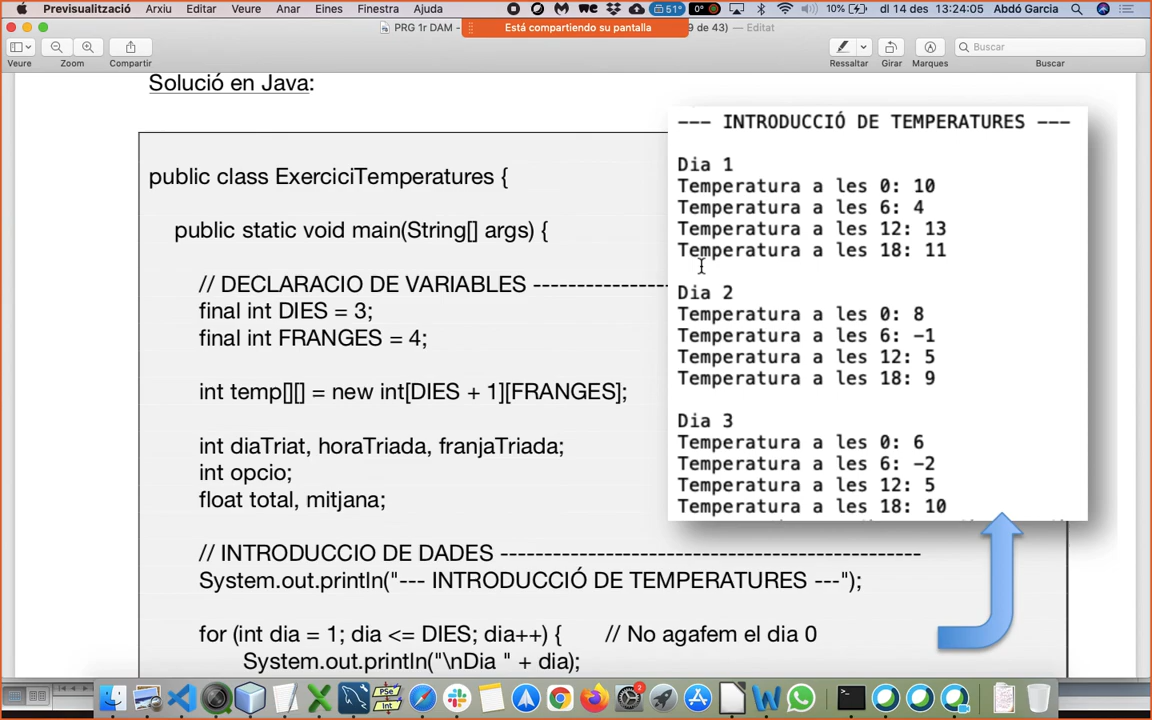 Previsualització Arxiu Editar Veure Anar Eines Finestra Ajuda 51° 0° 10% dl 14 des 13:24:05 Abdó Garcia
PRG 1r DAM - Está compartiendo su pantalla 9 de 43) — Editat
Veure Zoom Compartir Ressaltar Girar Marques Buscar Buscar
Solució en Java:
public class ExerciciTemperatures {
public static void main(String[] args) {
// DECLARACIO DE VARIABLES -----------------
final int DIES = 3;
final int FRANGES = 4;
int temp[][] = new int[DIES + 1][FRANGES];
int diaTriat, horaTriada, franjaTriada;
int opcio;
float total, mitjana;
// INTRODUCCIO DE DADES ------------------------------------------------
System.out.println("--- INTRODUCCIÓ DE TEMPERATURES ---");
for (int dia = 1; dia <= DIES; dia++) { // No agafem el dia 0
System.out.println("\nDia " + dia);
--- INTRODUCCIÓ DE TEMPERATURES ---
Dia 1
Temperatura a les 0: 10
Temperatura a les 6: 4
Temperatura a les 12: 13
Temperatura a les 18: 11
Dia 2
Temperatura a les 0: 8
Temperatura a les 6: -1
Temperatura a les 12: 5
Temperatura a les 18: 9
Dia 3
Temperatura a les 0: 6
Temperatura a les 6: -2
Temperatura a les 12: 5
Temperatura a les 18: 10
PSe
Int
2